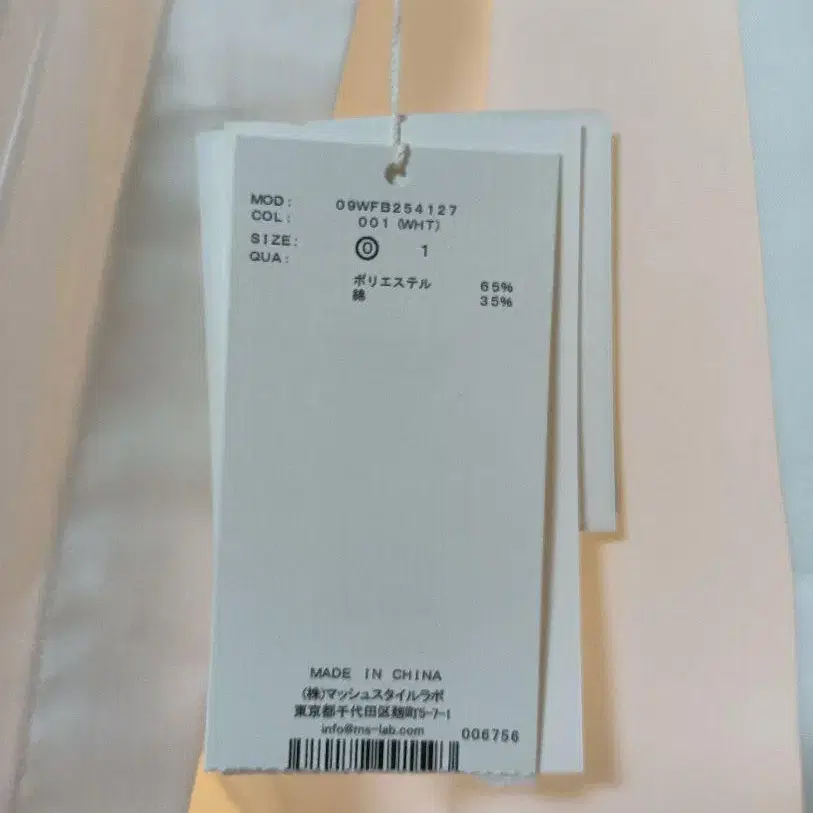 MOD: 09WFB254127
COL: 001 (WHT)
SIZE: 0 1
QUA:
ポリエステル 65%
綿 35%
MADE IN CHINA
(株)マッシュスタイルラボ
東京都千代田区麹町5-7-1
info@ms-lab.com
006756